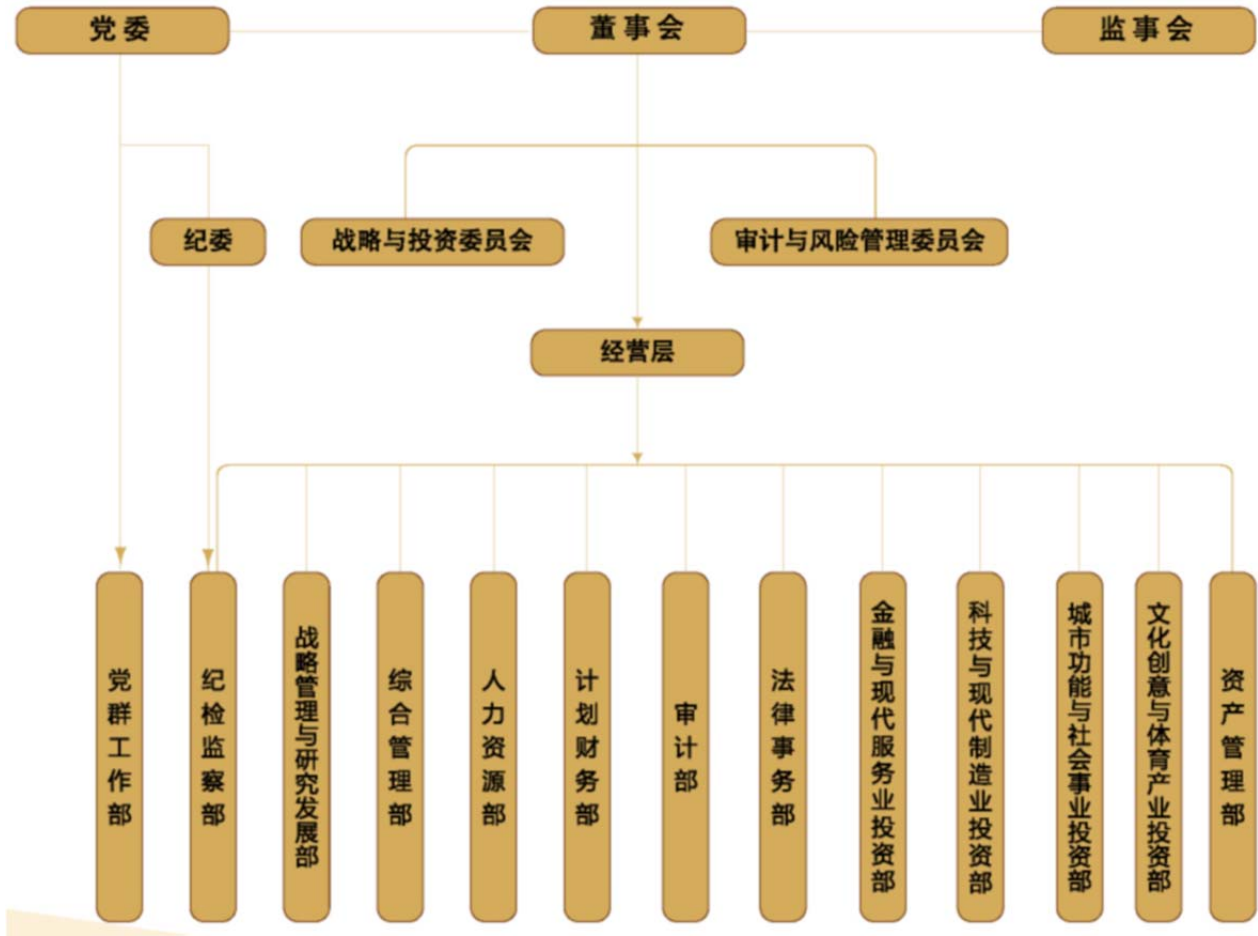 党委
董事会
监事会
纪委
战略与投资委员会
审计与风险管理委员会
经营层
党群工作部
纪检监察部
战略管理与研究发展部
综合管理部
人力资源部
计划财务部
审计部
法律事务部
金融与现代服务业投资部
科技与现代制造业投资部
城市功能与社会事业投资部
文化创意与体育产业投资部
资产管理部